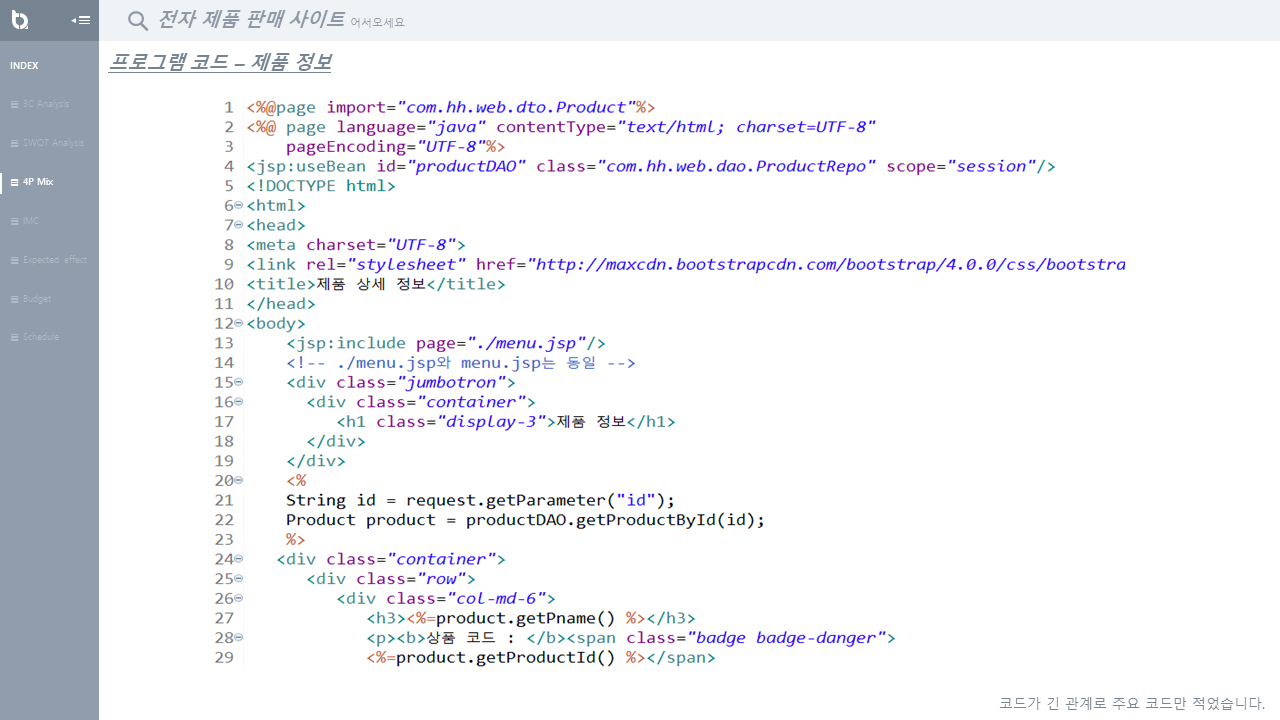 전자 제품 판매 사이트 어서오세요
INDEX
3C Analysis
SWOT Analysis
4P Mix
IMC
Expected effect
Budget
Schedule
프로그램 코드 – 제품 정보
1 <%@page import="com.hh.web.dto.Product"%>
2 <%@ page language="java" contentType="text/html; charset=UTF-8"
3     pageEncoding="UTF-8"%>
4 <jsp:useBean id="productDAO" class="com.hh.web.dao.ProductRepo" scope="session"/>
5 <!DOCTYPE html>
6 <html>
7 <head>
8 <meta charset="UTF-8">
9 <link rel="stylesheet" href="http://maxcdn.bootstrapcdn.com/bootstrap/4.0.0/css/bootstra
10 <title>제품 상세 정보</title>
11 </head>
12 <body>
13     <jsp:include page="./menu.jsp"/>
14     <!-- ./menu.jsp와 menu.jsp는 동일 -->
15     <div class="jumbotron">
16       <div class="container">
17          <h1 class="display-3">제품 정보</h1>
18       </div>
19     </div>
20     <%
21     String id = request.getParameter("id");
22     Product product = productDAO.getProductById(id);
23     %>
24    <div class="container">
25       <div class="row">
26          <div class="col-md-6">
27             <h3><%=product.getPname() %></h3>
28             <p><b>상품 코드 : </b><span class="badge badge-danger">
29             <%=product.getProductId() %></span>
코드가 긴 관계로 주요 코드만 적었습니다.